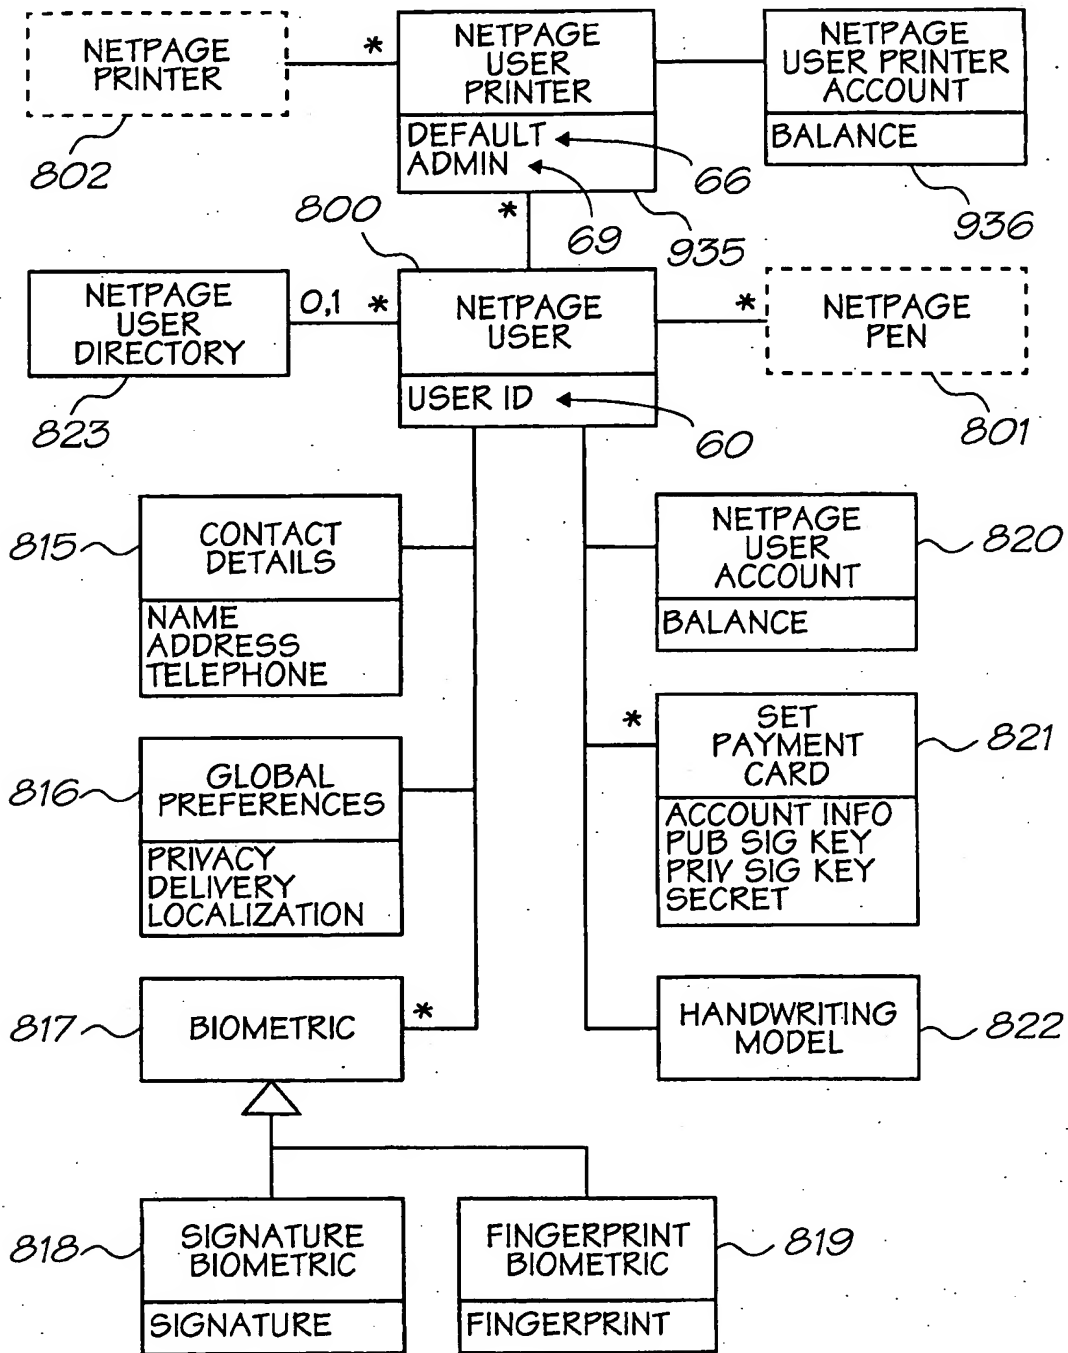 NETPAGE
PRINTER
802
*
NETPAGE
USER
PRINTER
DEFAULT
ADMIN
66
69
935
*
NETPAGE
USER PRINTER
ACCOUNT
BALANCE
936
800
NETPAGE
USER
DIRECTORY
823
0,1
*
NETPAGE
USER
USER ID
60
*
NETPAGE
PEN
801
815
CONTACT
DETAILS
NAME
ADDRESS
TELEPHONE
NETPAGE
USER
ACCOUNT
BALANCE
820
816
GLOBAL
PREFERENCES
PRIVACY
DELIVERY
LOCALIZATION
*
SET
PAYMENT
CARD
ACCOUNT INFO
PUB SIG KEY
PRIV SIG KEY
SECRET
821
817
BIOMETRIC
*
HANDWRITING
MODEL
822
818
SIGNATURE
BIOMETRIC
SIGNATURE
FINGERPRINT
BIOMETRIC
FINGERPRINT
819